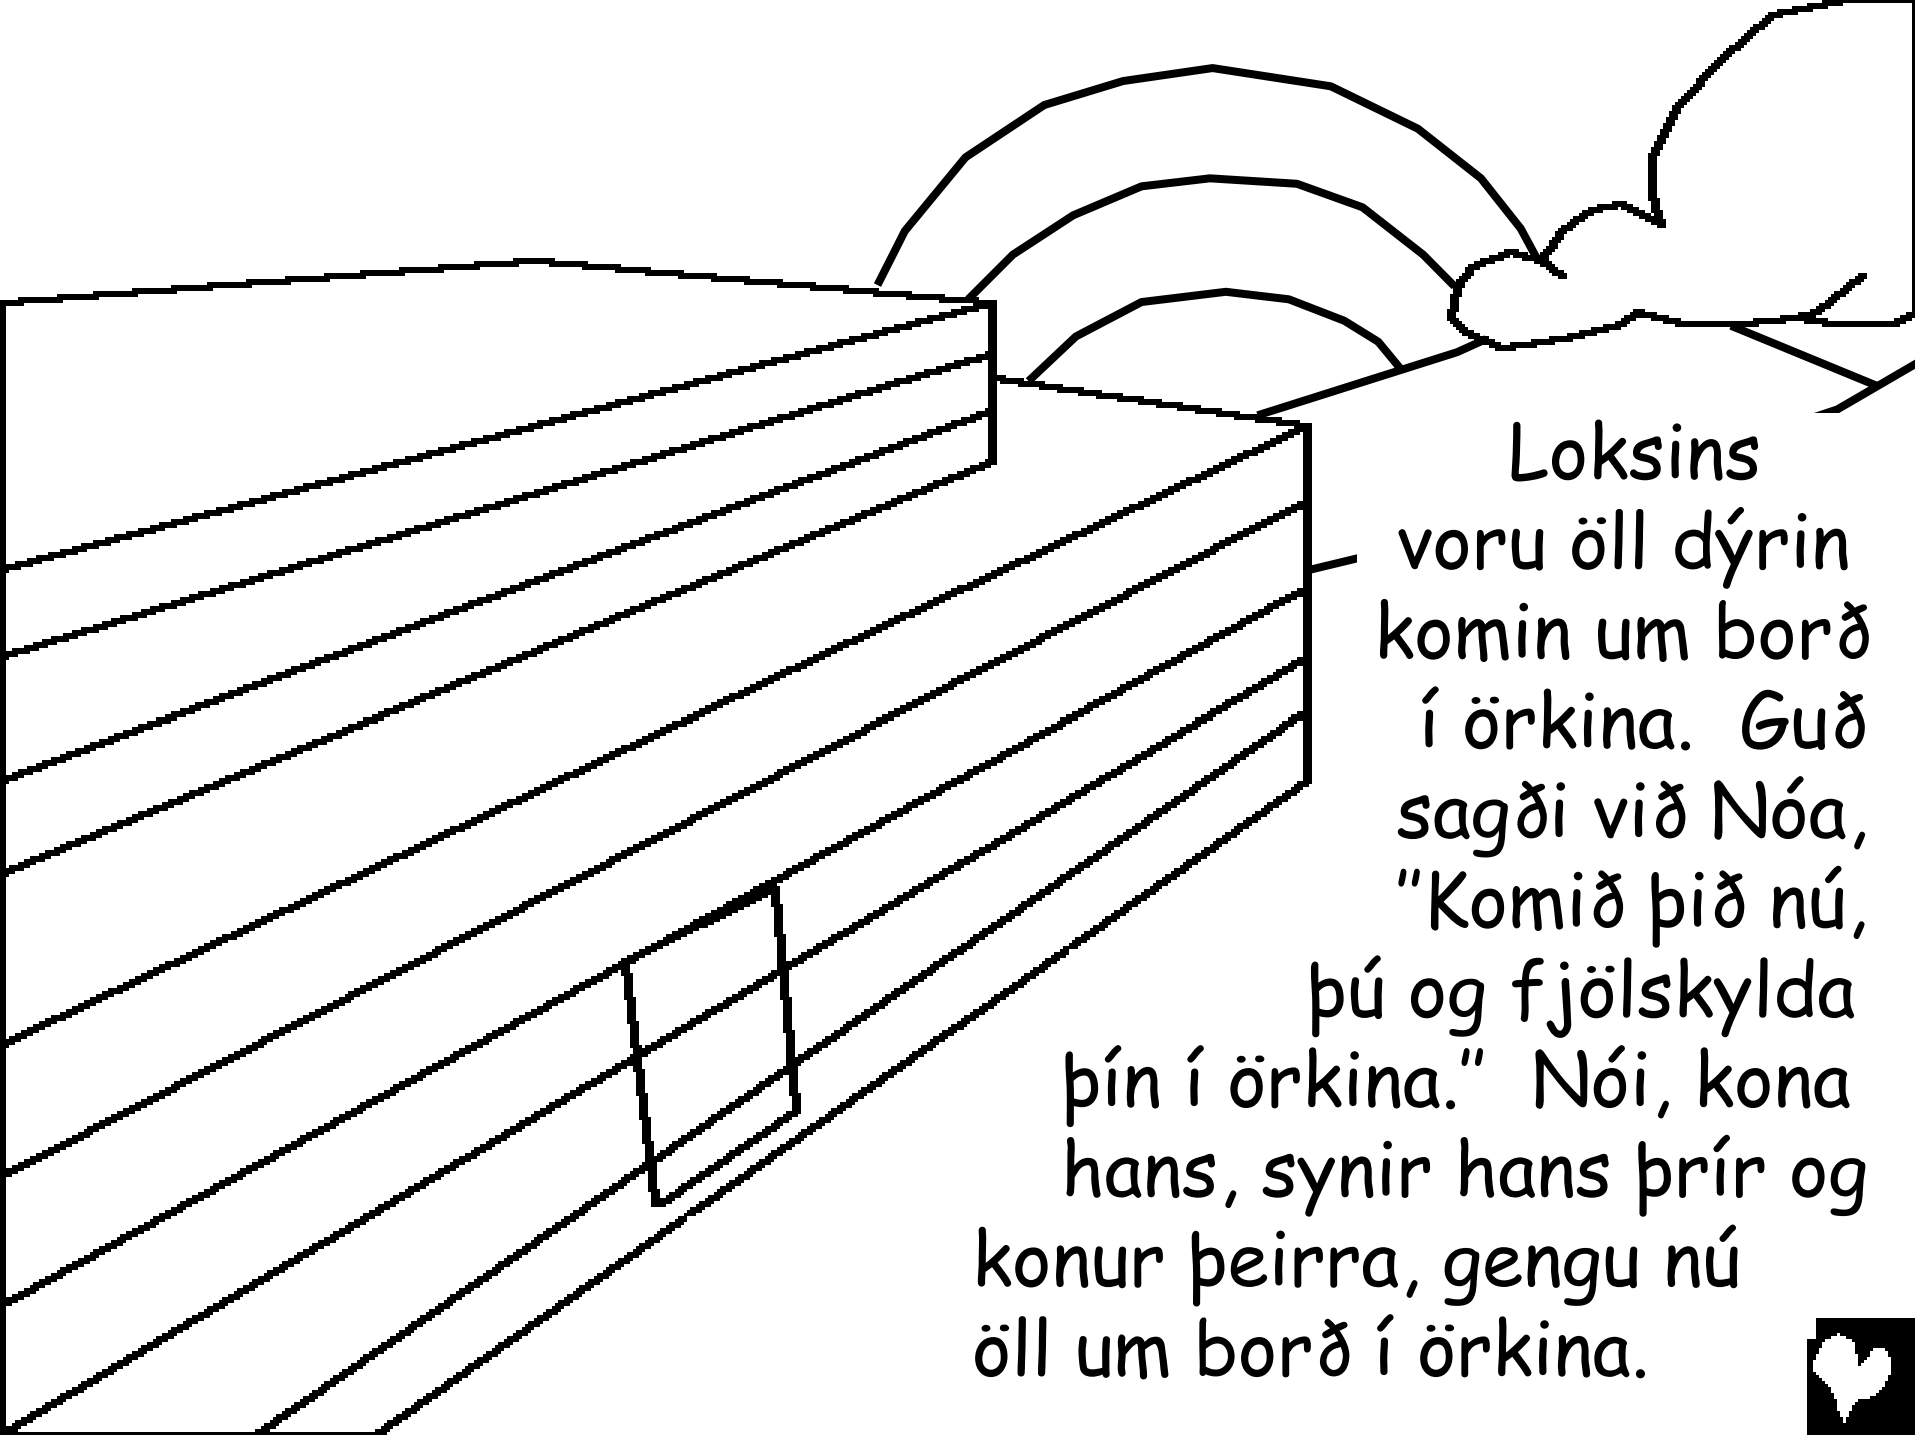 Loksins
voru öll dýrin
komin um borð
í örkina.  Guð
sagði við Nóa,
"Komið þið nú,
þú og fjölskylda
þín í örkina."  Nói, kona
hans, synir hans þrír og
konur þeirra, gengu nú
öll um borð í örkina.